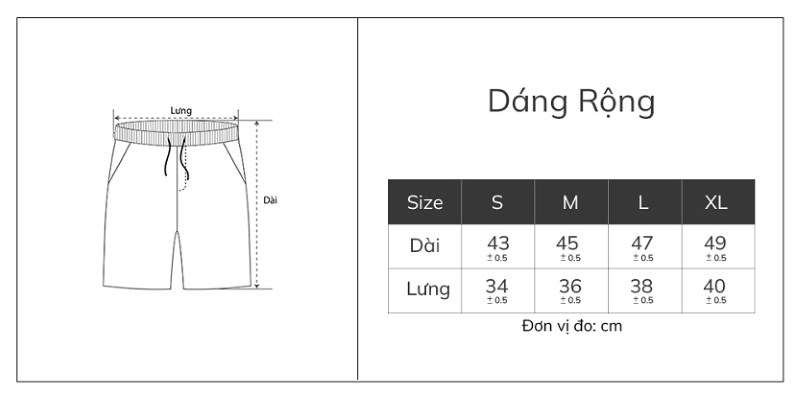 Lưng
Dài
Dáng Rộng
Size S M L XL
Dài 43 45 47 49
± 0.5 ± 0.5 ± 0.5 ± 0.5
Lưng 34 36 38 40
± 0.5 ± 0.5 ± 0.5 ± 0.5
Đơn vị đo: cm